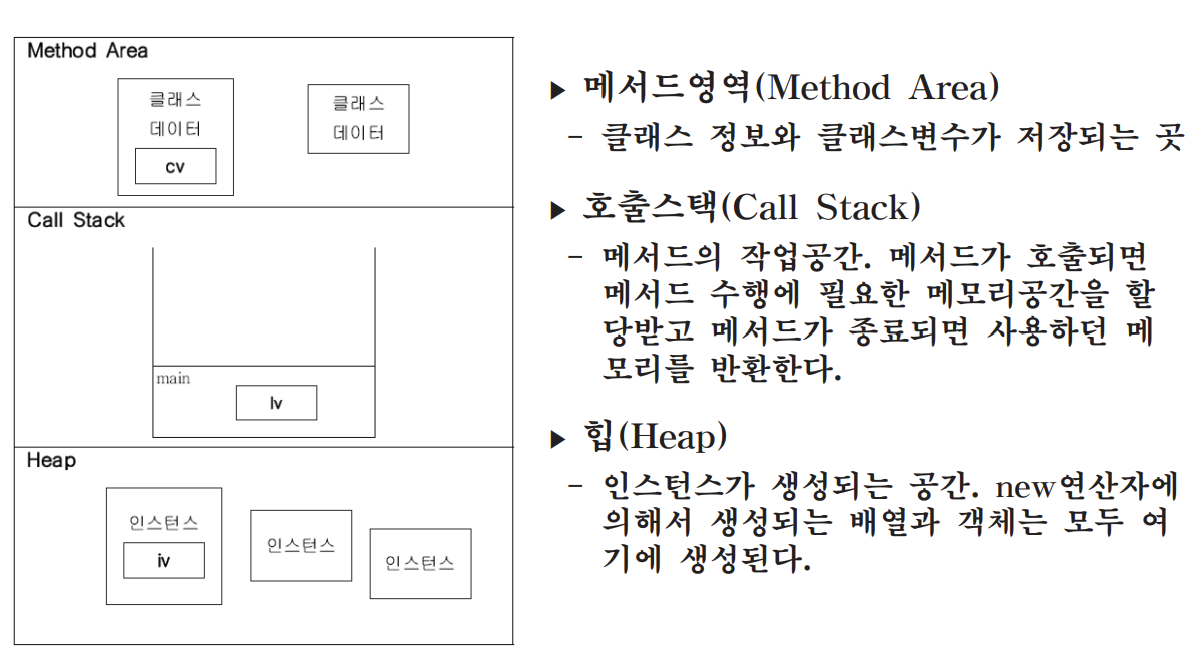 Method Area
클래스
데이터
cv
클래스
데이터
Call Stack
main
lv
Heap
인스턴스
iv
인스턴스
인스턴스
▶ 메서드영역(Method Area)
- 클래스 정보와 클래스변수가 저장되는 곳
▶ 호출스택(Call Stack)
- 메서드의 작업공간. 메서드가 호출되면
메서드 수행에 필요한 메모리공간을 할
당받고 메서드가 종료되면 사용하던 메
모리를 반환한다.
▶ 힙(Heap)
- 인스턴스가 생성되는 공간. new연산자에
의해서 생성되는 배열과 객체는 모두 여
기에 생성된다.